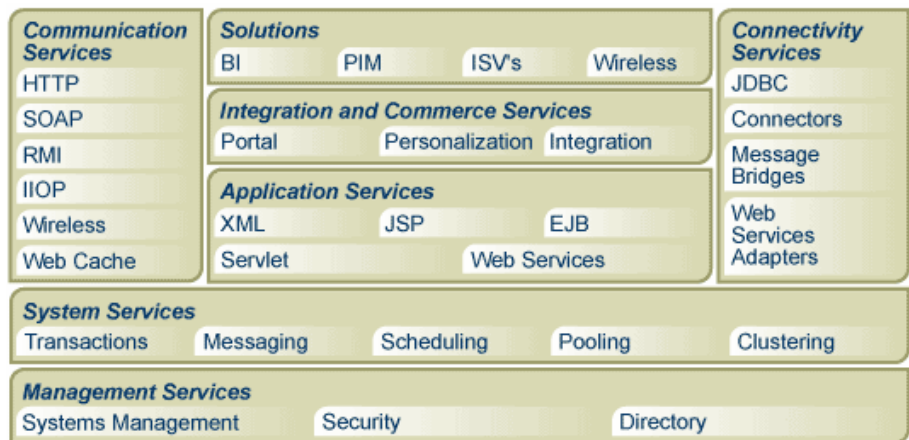 Communication
Services
HTTP
SOAP
RMI
IIOP
Wireless
Web Cache
Solutions
BI PIM ISV's Wireless
Integration and Commerce Services
Portal Personalization Integration
Application Services
XML JSP EJB
Servlet Web Services
Connectivity
Services
JDBC
Connectors
Message
Bridges
Web
Services
Adapters
System Services
Transactions Messaging Scheduling Pooling Clustering
Management Services
Systems Management Security Directory